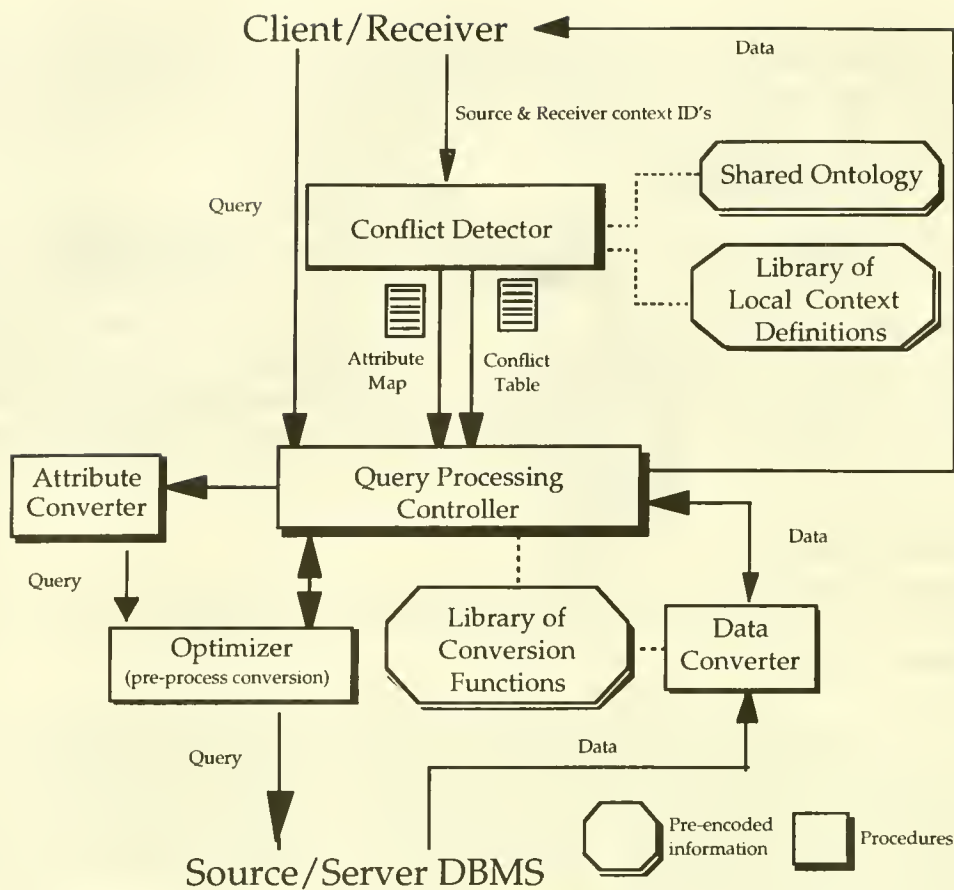 Client/Receiver
Data
Source & Receiver context ID's
Shared Ontology
Query
Conflict Detector
Library of
Local Context
Definitions
Attribute
Map
Conflict
Table
Attribute
Converter
Query Processing
Controller
Data
Query
Library of
Conversion
Functions
Data
Converter
Optimizer
(pre-process conversion)
Query
Data
Pre-encoded
information
Procedures
Source/Server DBMS